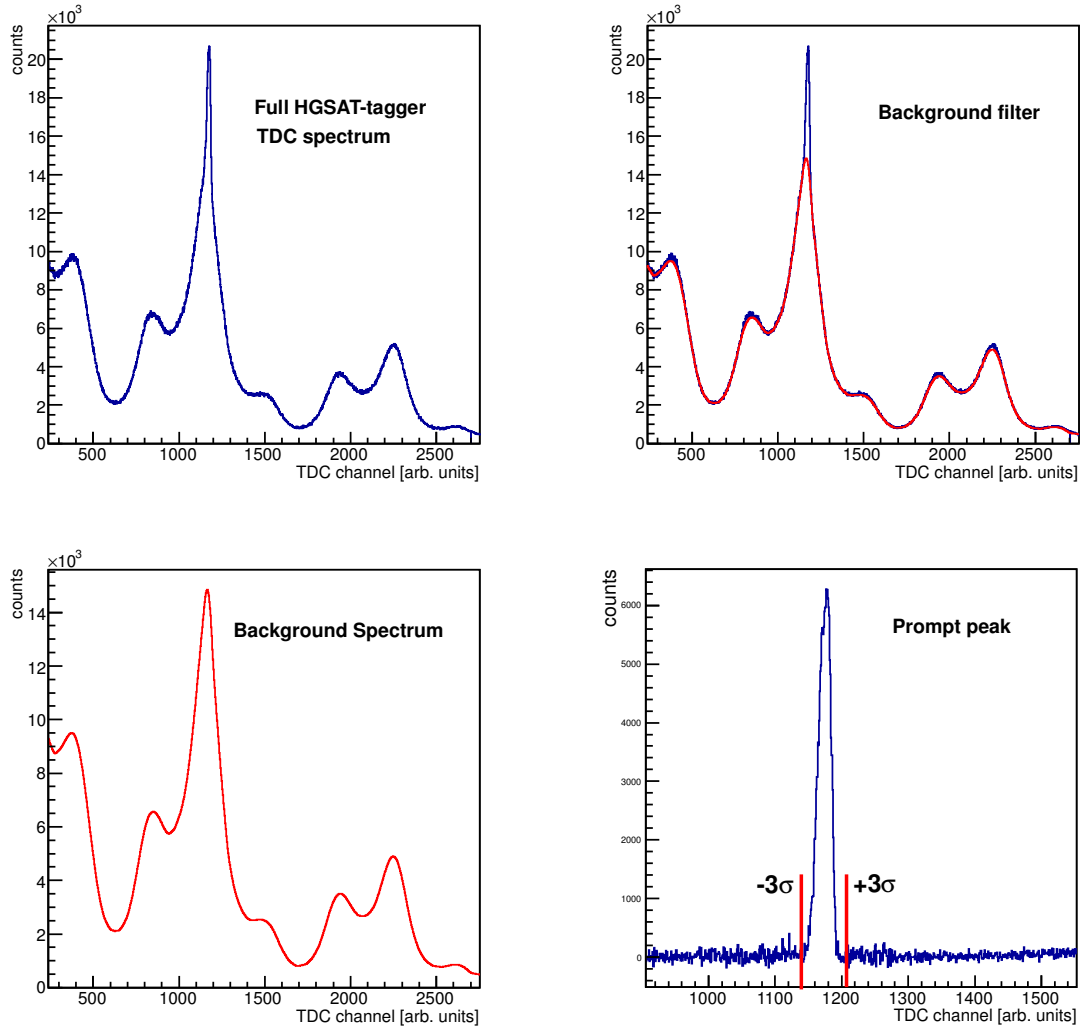 ×10³
counts
20
18
16
14
12
10
8
6
4
2
0
Full HGSAT-tagger
TDC spectrum
500 1000 1500 2000 2500
TDC channel [arb. units]
×10³
counts
20
18
16
14
12
10
8
6
4
2
0
Background filter
500 1000 1500 2000 2500
TDC channel [arb. units]
×10³
counts
14
12
10
8
6
4
2
0
Background Spectrum
500 1000 1500 2000 2500
TDC channel [arb. units]
counts
6000
5000
4000
3000
2000
1000
0
Prompt peak
-3σ +3σ
1000 1100 1200 1300 1400 1500
TDC channel [arb. units]